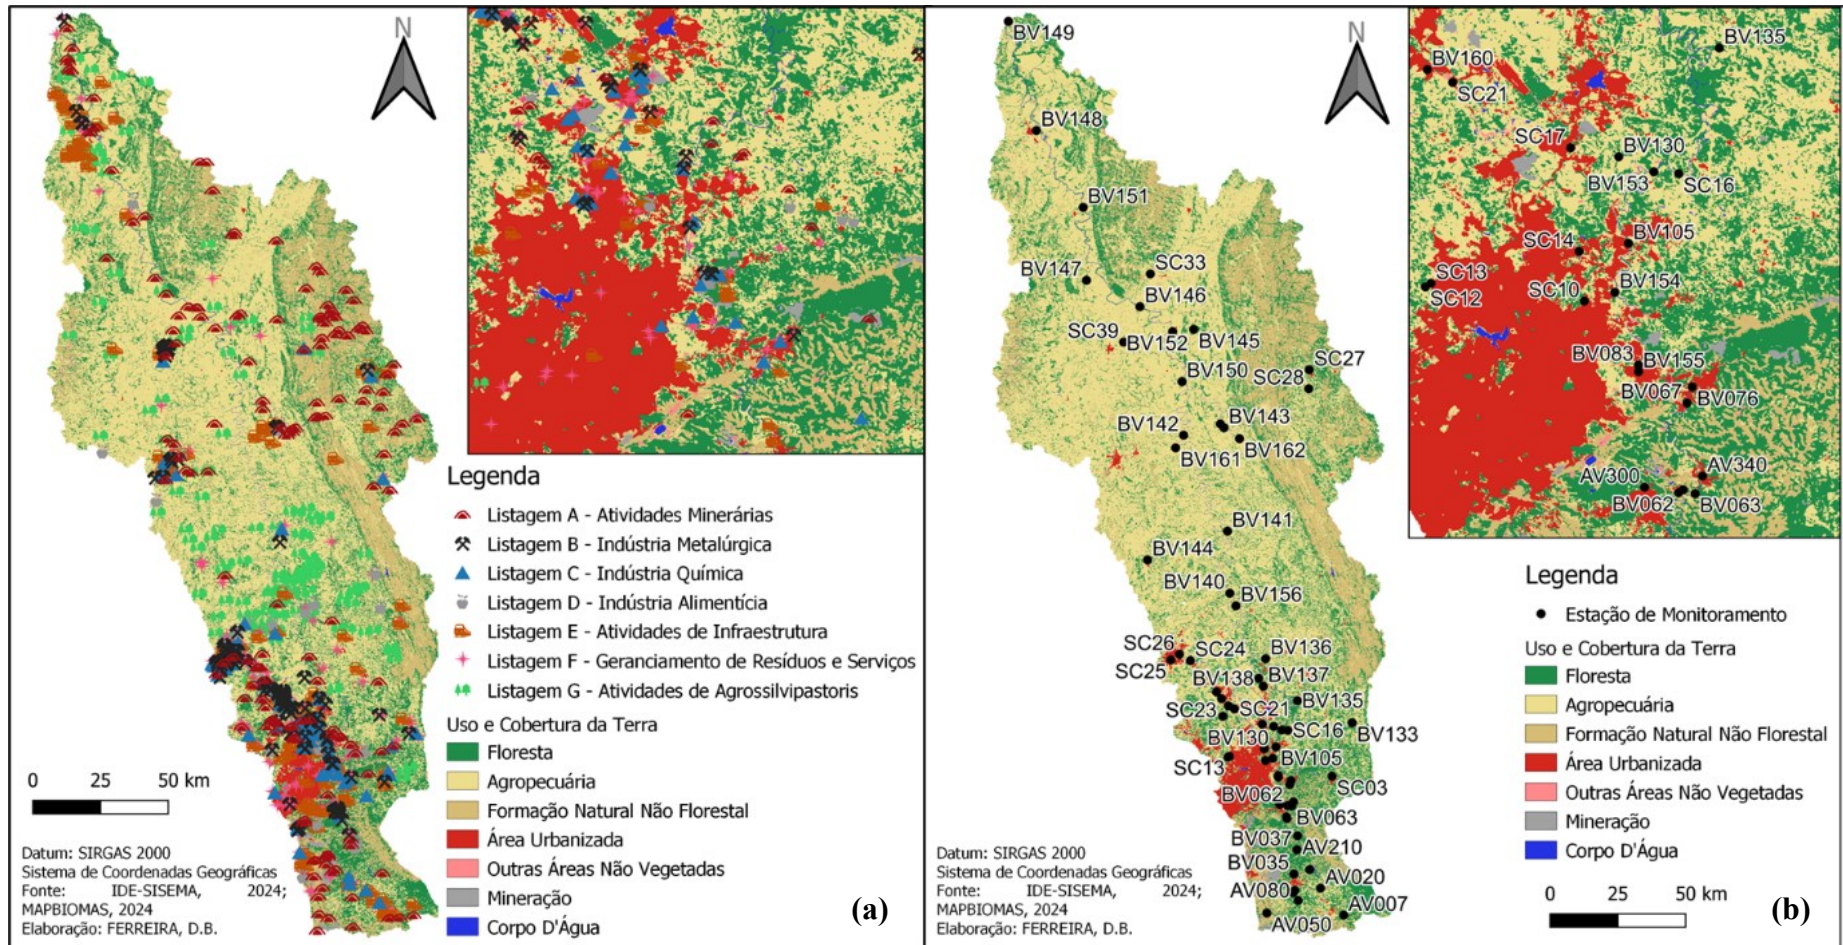 N
Legenda
Listagem A - Atividades Minerárias
Listagem B - Indústria Metalúrgica
Listagem C - Indústria Química
Listagem D - Indústria Alimentícia
Listagem E - Atividades de Infraestrutura
Listagem F - Geranciamento de Resíduos e Serviços
Listagem G - Atividades de Agrossilvipastoris
Uso e Cobertura da Terra
Floresta
Agropecuária
Formação Natural Não Florestal
Área Urbanizada
Outras Áreas Não Vegetadas
Mineração
Corpo D'Água
0 25 50 km
Datum: SIRGAS 2000
Sistema de Coordenadas Geográficas
Fonte: IDE-SISEMA, 2024;
MAPBIOMAS, 2024
Elaboração: FERREIRA, D.B.
(a)
N
BV149
BV148
BV151
BV147
SC33
BV146
SC39
BV152
BV145
BV150
SC27
SC28
BV143
BV142
BV162
BV161
BV141
BV144
BV140
BV156
SC26
SC24
BV136
SC25
BV138
BV137
SC21
BV135
SC23
SC16
BV133
BV130
SC13
BV105
SC03
BV062
BV063
BV037
AV210
BV035
AV020
AV080
AV007
AV050
BV135
BV160
SC21
SC17
BV130
BV153
SC16
SC14
BV105
SC13
SC12
SC10
BV154
BV083
BV155
BV067
BV076
AV300
AV340
BV062
BV063
Legenda
Estação de Monitoramento
Uso e Cobertura da Terra
Floresta
Agropecuária
Formação Natural Não Florestal
Área Urbanizada
Outras Áreas Não Vegetadas
Mineração
Corpo D'Água
0 25 50 km
Datum: SIRGAS 2000
Sistema de Coordenadas Geográficas
Fonte: IDE-SISEMA, 2024;
MAPBIOMAS, 2024
Elaboração: FERREIRA, D.B.
(b)